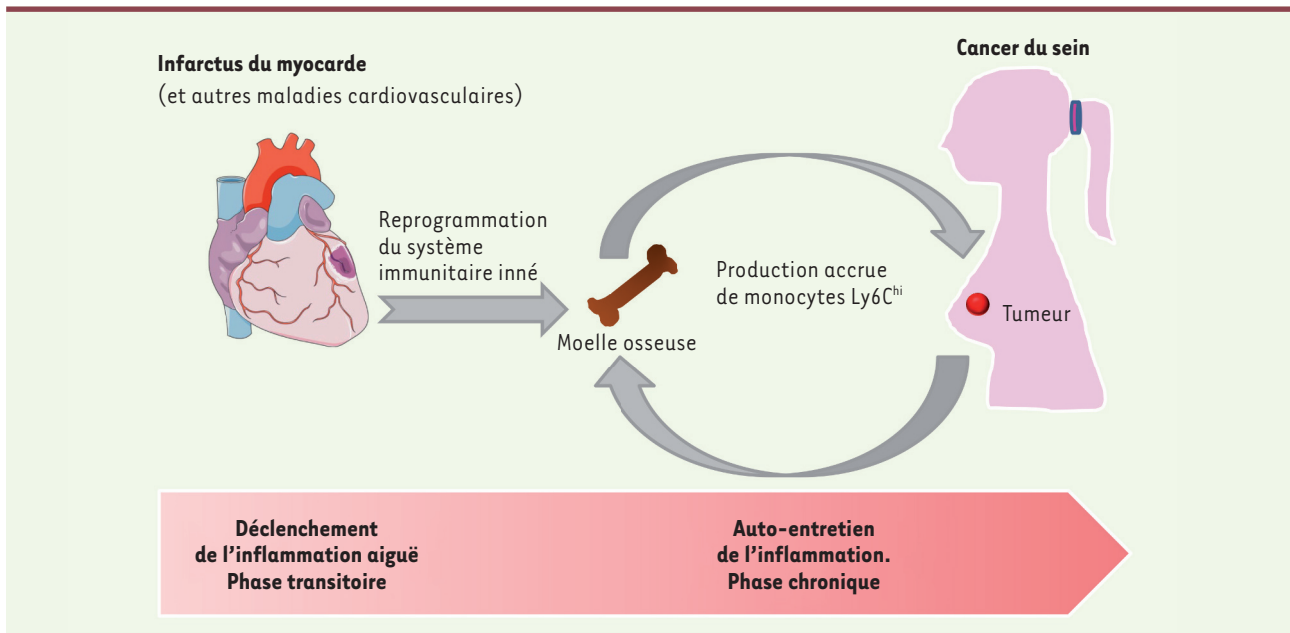 Infarctus du myocarde
(et autres maladies cardiovasculaires)
Cancer du sein
Reprogrammation
du système
immunitaire inné
Moelle osseuse
Production accrue
de monocytes Ly6Cʰⁱ
Tumeur
Déclenchement
de l’inflammation aiguë
Phase transitoire
Auto-entretien
de l’inflammation.
Phase chronique